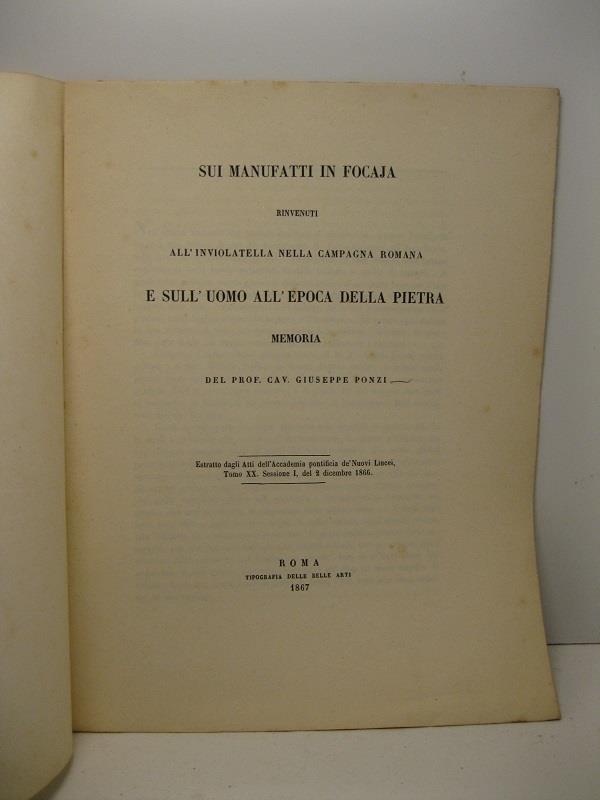 SUI MANUFATTI IN FOCAJA
RINVENUTI
ALL'INVIOLATELLA NELLA CAMPAGNA ROMANA
E SULL'UOMO ALL'EPOCA DELLA PIETRA
MEMORIA
DEL PROF. CAV. GIUSEPPE PONZI
Estratto dagli Atti dell'Accademia pontificia de'Nuovi Lincei,
Tomo XX. Sessione I, del 2 dicembre 1866.
ROMA
TIPOGRAFIA DELLE BELLE ARTI
1867